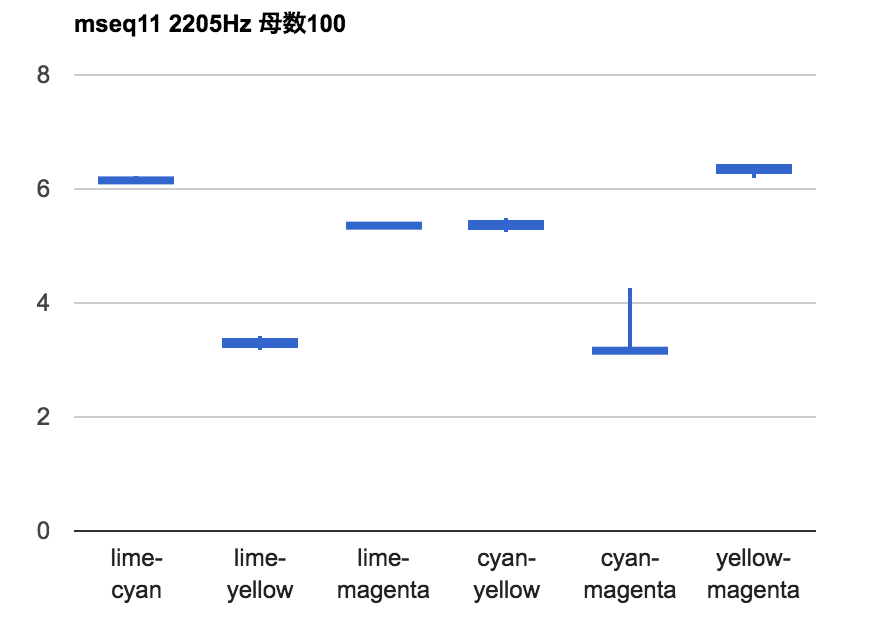 mseq11 2205Hz 母数100
8
6
4
2
0
lime-
cyan
lime-
yellow
lime-
magenta
cyan-
yellow
cyan-
magenta
yellow-
magenta